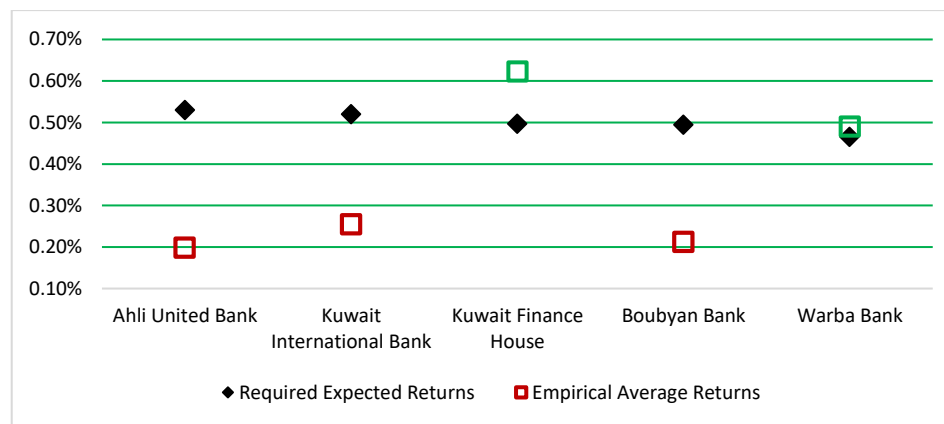 0.70%
0.60%
0.50%
0.40%
0.30%
0.20%
0.10%
Ahli United Bank
Kuwait
International Bank
Kuwait Finance
House
Boubyan Bank
Warba Bank
Required Expected Returns
Empirical Average Returns